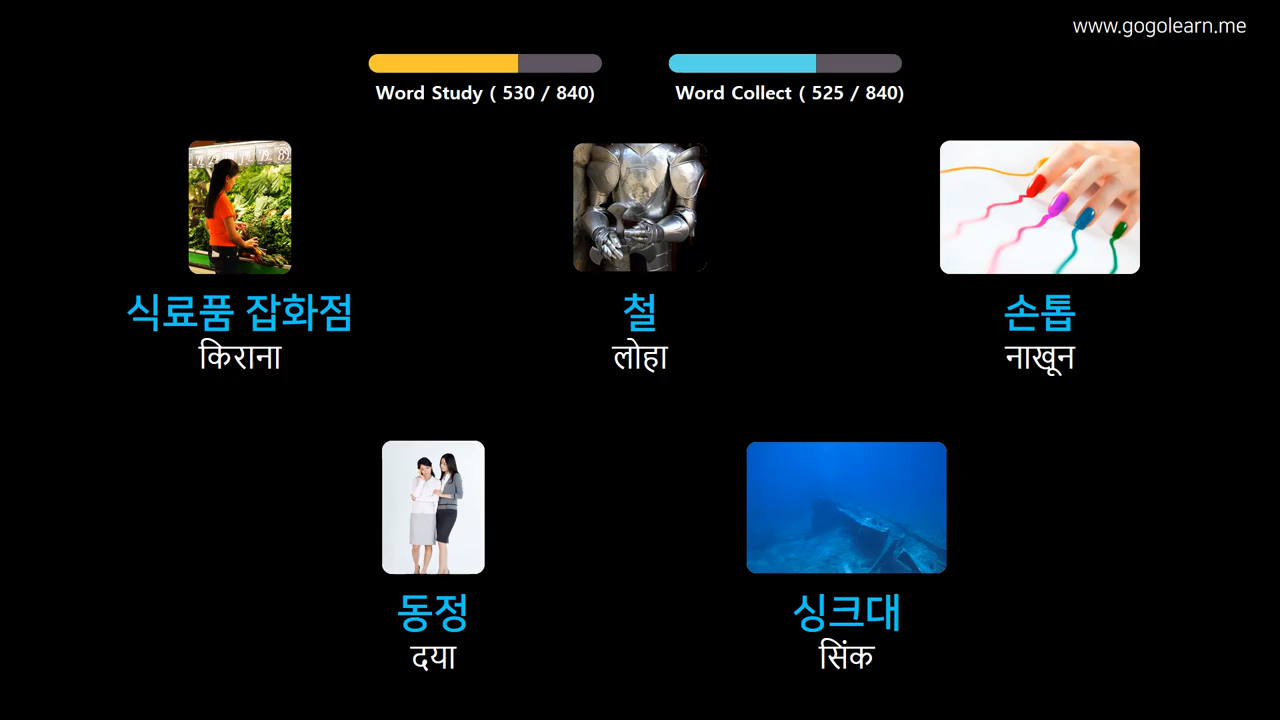 www.gogolearn.me
Word Study ( 530 / 840)
Word Collect ( 525 / 840)
식료품 잡화점
किराना
철
लोहा
손톱
नाखून
동정
दया
싱크대
सिंक